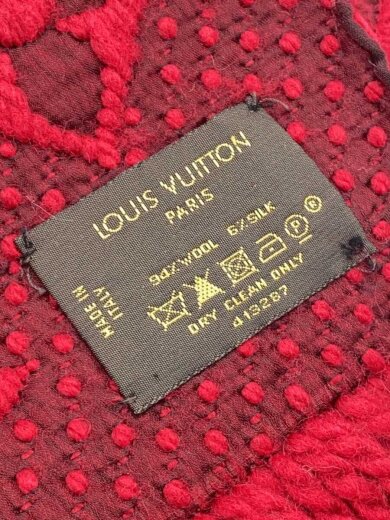 LOUIS VUITTON
PARIS
94% WOOL 6% SILK
P
DRY CLEAN ONLY
413287
MADE IN
ITALY
®